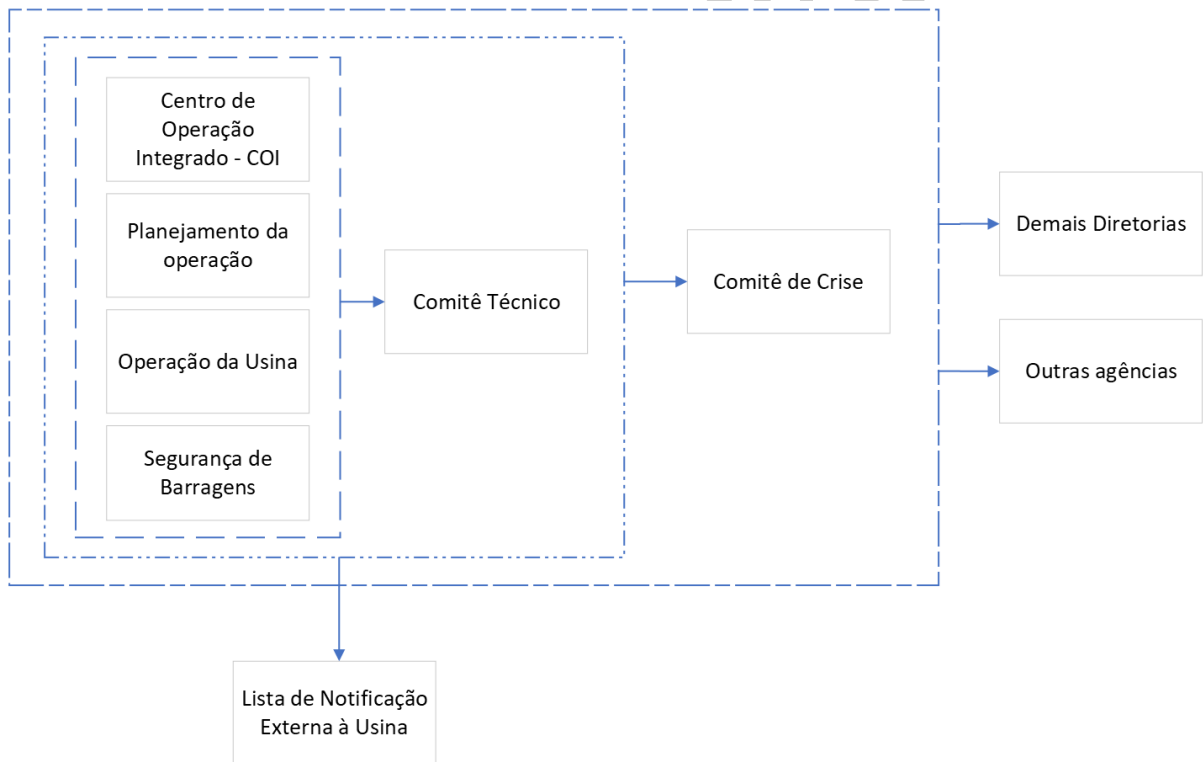 Centro de
Operação
Integrado - COI
Planejamento da
operação
Operação da Usina
Segurança de
Barragens
Comitê Técnico
Comitê de Crise
Demais Diretorias
Outras agências
Lista de Notificação
Externa à Usina